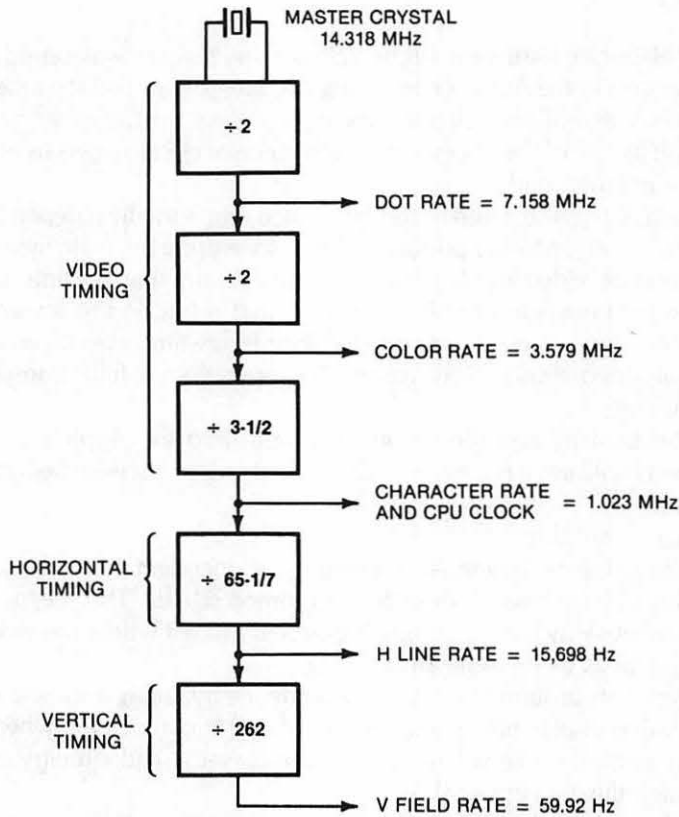 MASTER CRYSTAL
14.318 MHz
÷ 2
DOT RATE = 7.158 MHz
VIDEO
TIMING
÷ 2
COLOR RATE = 3.579 MHz
÷ 3-1/2
CHARACTER RATE
AND CPU CLOCK = 1.023 MHz
HORIZONTAL
TIMING
÷ 65-1/7
H LINE RATE = 15,698 Hz
VERTICAL
TIMING
÷ 262
V FIELD RATE = 59.92 Hz